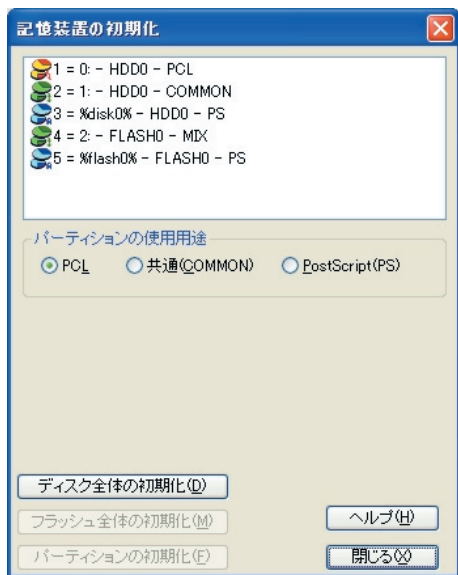 記憶装置の初期化
1 = 0: - HDD0 - PCL
2 = 1: - HDD0 - COMMON
3 = %disk0% - HDD0 - PS
4 = 2: - FLASH0 - MIX
5 = %flash0% - FLASH0 - PS
パーティションの使用用途
PCL 共通(COMMON) PostScript(PS)
ディスク全体の初期化(D)
フラッシュ全体の初期化(M)
ヘルプ(H)
パーティションの初期化(F)
閉じる(X)